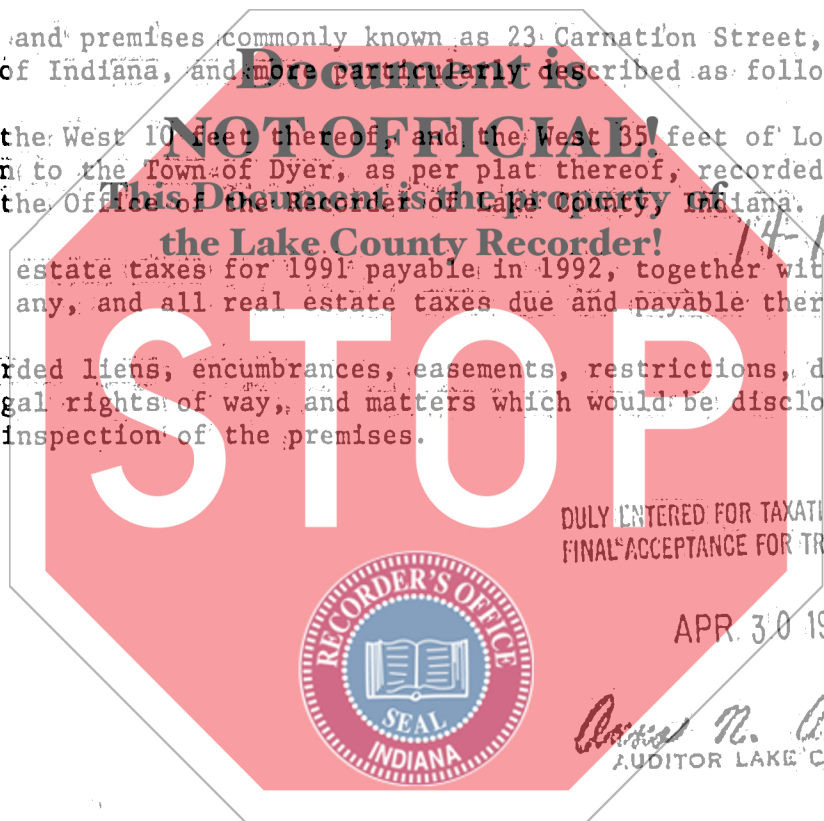 and premises commonly known as 23 Carnation Street,
of Indiana, and more particularly described as follo
Document is
the West 10 feet thereof, and the West 35 feet of Lo
NOT OFFICIAL!
n to the Town of Dyer, as per plat thereof, recorded
This Document is the property of
the Office of the Recorder of Lake County, Indiana.
14-1
the Lake County Recorder!
estate taxes for 1991 payable in 1992, together wit
any, and all real estate taxes due and payable ther
STOP
rded liens, encumbrances, easements, restrictions, d
gal rights of way, and matters which would be disclo
inspection of the premises.
DULY ENTERED FOR TAXATI
FINAL ACCEPTANCE FOR TR
RECORDER'S OFFICE
SEAL
INDIANA
APR 30 19
N.
AUDITOR LAKE C